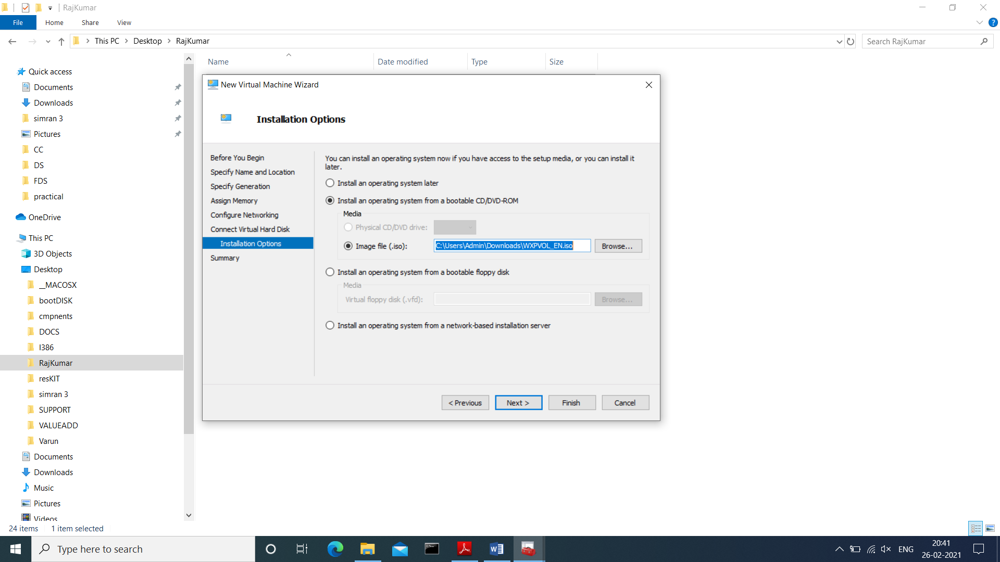 RajKumar
File Home Share View
This PC Desktop RajKumar
Search RajKumar
Name Date modified Type Size
Quick access
Documents
Downloads
simran 3
Pictures
CC
DS
FDS
practical
OneDrive
This PC
3D Objects
Desktop
__MACOSX
bootDISK
cmpnents
DOCS
I386
RajKumar
resKIT
simran 3
SUPPORT
VALUEADD
Varun
Documents
Downloads
Music
Pictures
Videos
24 items 1 item selected
New Virtual Machine Wizard
Installation Options
Before You Begin
Specify Name and Location
Specify Generation
Assign Memory
Configure Networking
Connect Virtual Hard Disk
Installation Options
Summary
You can install an operating system now if you have access to the setup media, or you can install it
later.
Install an operating system later
Install an operating system from a bootable CD/DVD-ROM
Media
Physical CD/DVD drive:
Image file (.iso): C:\Users\Admin\Downloads\WXPVOL_EN.iso Browse...
Install an operating system from a bootable floppy disk
Media
Virtual floppy disk (.vfd): Browse...
Install an operating system from a network-based installation server
< Previous Next > Finish Cancel
Type here to search
ENG
20:41
26-02-2021